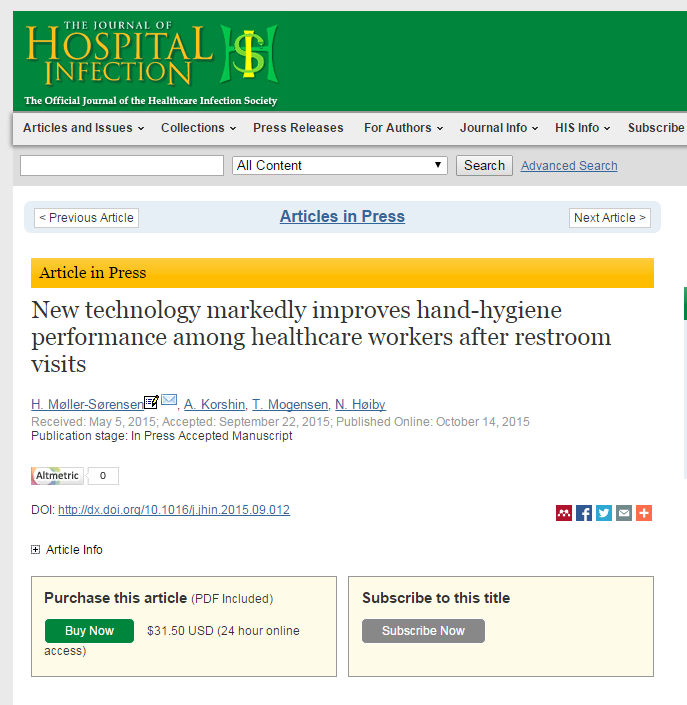 THE JOURNAL OF
HOSPITAL
INFECTION
HIS
The Official Journal of the Healthcare Infection Society
Articles and Issues Collections Press Releases For Authors Journal Info HIS Info Subscribe
All Content Search Advanced Search
< Previous Article Articles in Press Next Article >
Article in Press
New technology markedly improves hand-hygiene
performance among healthcare workers after restroom
visits
H. Møller-Sørensen, A. Korshin, T. Mogensen, N. Høiby
Received: May 5, 2015; Accepted: September 22, 2015; Published Online: October 14, 2015
Publication stage: In Press Accepted Manuscript
Altmetric 0
DOI: http://dx.doi.org/10.1016/j.jhin.2015.09.012
Article Info
Purchase this article (PDF Included)
Buy Now $31.50 USD (24 hour online
access)
Subscribe to this title
Subscribe Now